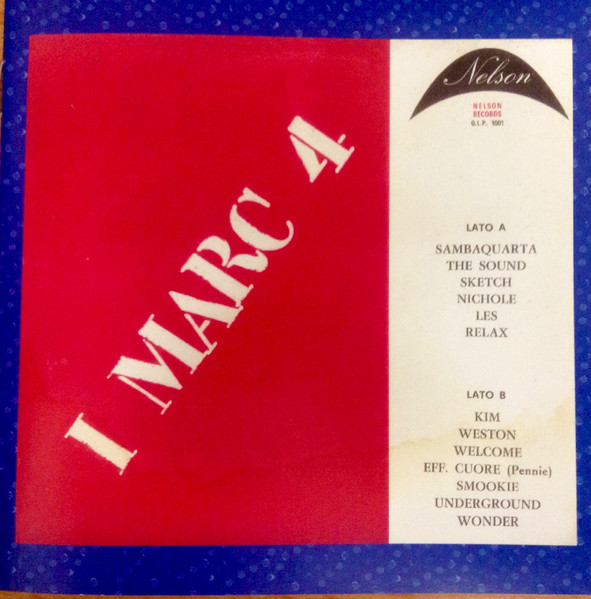 I MARC 4
Nelson
NELSON
RECORDS
G.L.P. 1001
LATO A
SAMBAQUARTA
THE SOUND
SKETCH
NICHOLE
LES
RELAX
LATO B
KIM
WESTON
WELCOME
EFF. CUORE (Pennie)
SMOOKIE
UNDERGROUND
WONDER